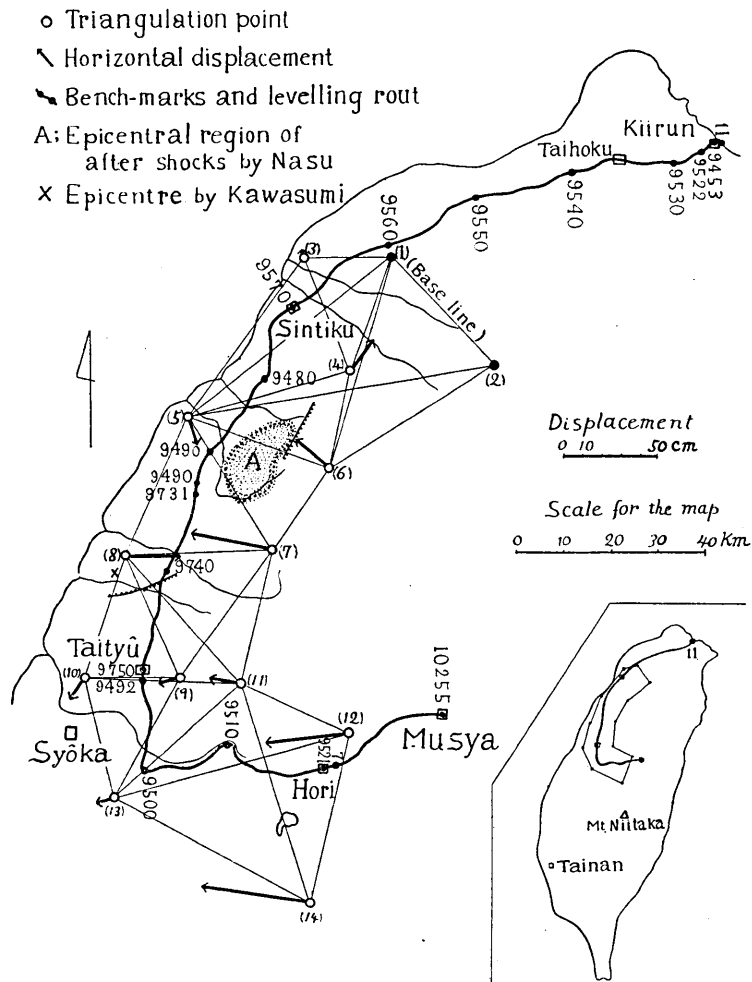 Triangulation point
Horizontal displacement
Bench-marks and levelling rout
A; Epicentral region of
after shocks by Nasu
X Epicentre by Kawasumi
Kiirun
Taihoku
11
9453
9522
9530
9540
9550
9560
(3)
(1)
(Base line)
9570
Sintiku
(4)
(2)
9480
(5)
9490
A
(6)
9490
9731
Displacement
0 10 50 cm
Scale for the map
0 20 30 40 Km
(7)
(8)
9740
X
Taityû
(10)
9750
9492
(9)
(11)
10255
Syôka
9510
(12)
Musya
Hori
9500
(13)
(14)
11
Mt. Niitaka
Tainan